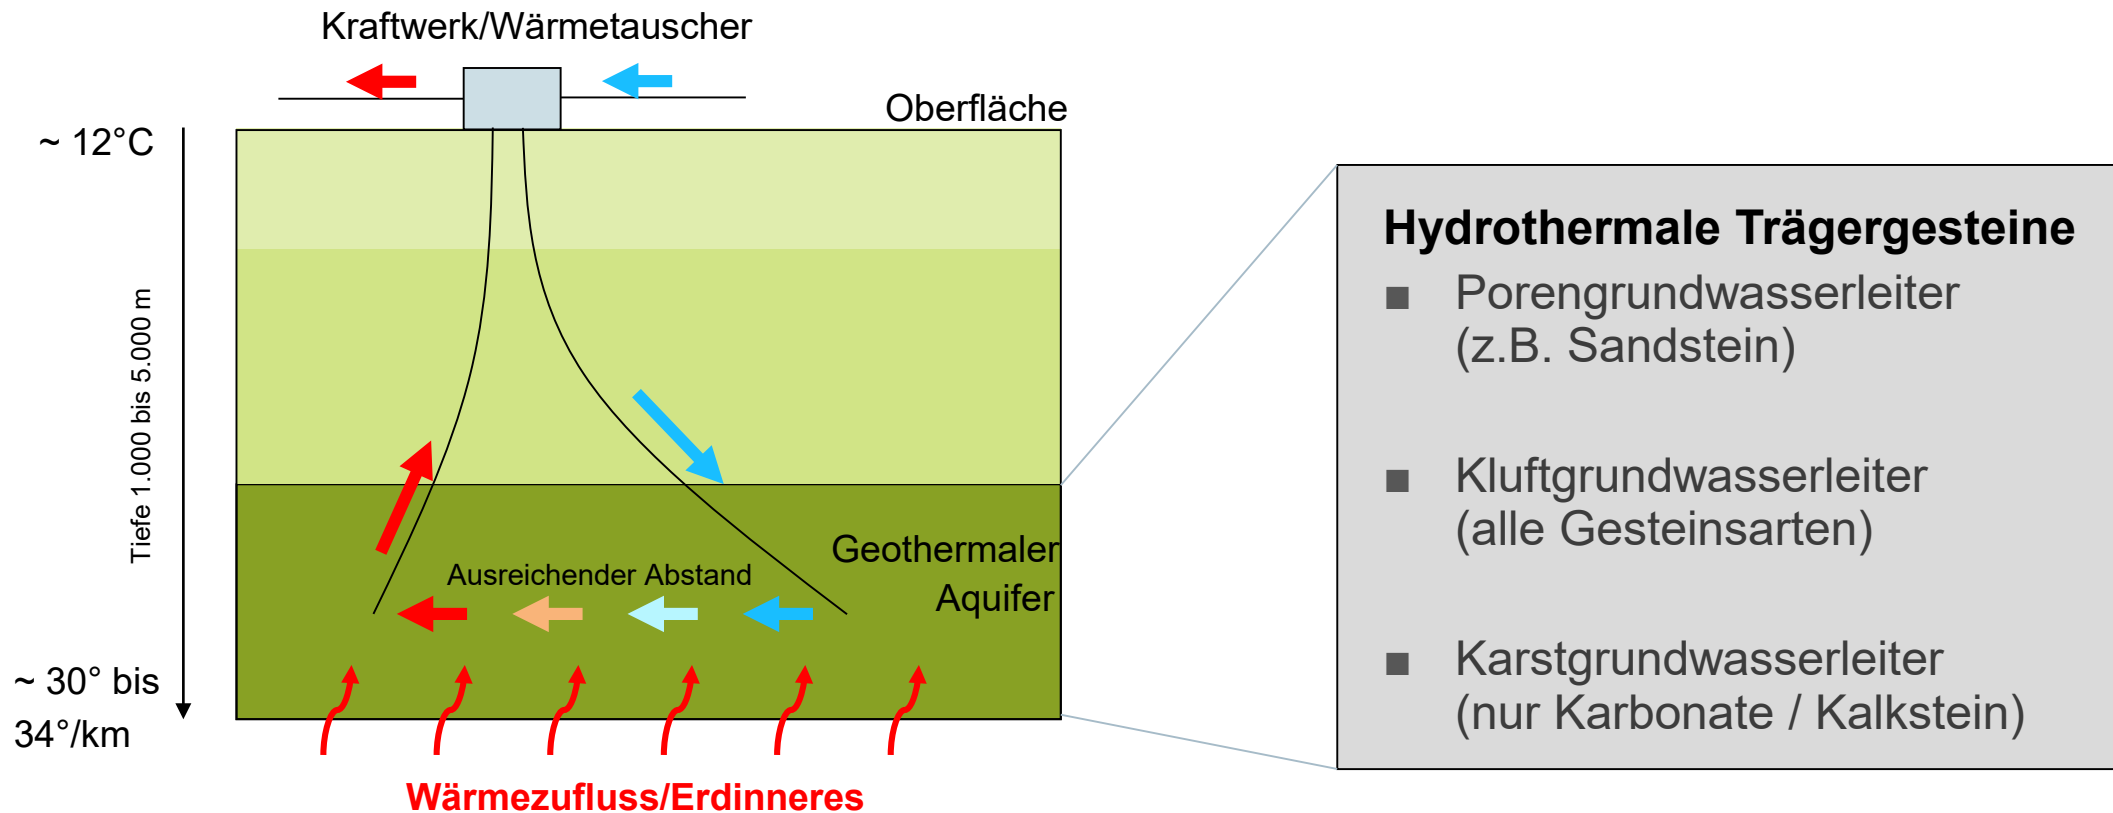 Kraftwerk/Wärmetauscher
Oberfläche
~ 12°C
Tiefe 1.000 bis 5.000 m
Geothermaler
Aquifer
Ausreichender Abstand
~ 30° bis
34°/km
Wärmezufluss/Erdinneres
Hydrothermale Trägergesteine
■ Porengrundwasserleiter
(z.B. Sandstein)
■ Kluftgrundwasserleiter
(alle Gesteinsarten)
■ Karstgrundwasserleiter
(nur Karbonate / Kalkstein)